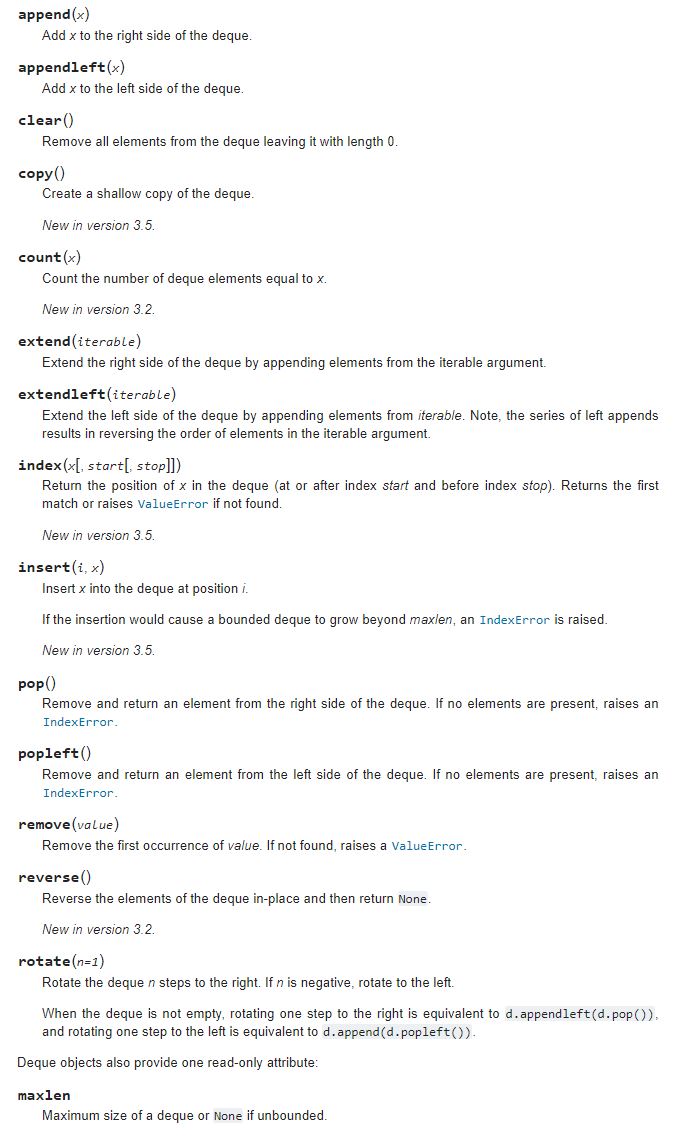 append(x)
Add x to the right side of the deque.
appendleft(x)
Add x to the left side of the deque.
clear()
Remove all elements from the deque leaving it with length 0.
copy()
Create a shallow copy of the deque.
New in version 3.5.
count(x)
Count the number of deque elements equal to x.
New in version 3.2.
extend(iterable)
Extend the right side of the deque by appending elements from the iterable argument.
extendleft(iterable)
Extend the left side of the deque by appending elements from iterable. Note, the series of left appends
results in reversing the order of elements in the iterable argument.
index(x[, start[, stop]])
Return the position of x in the deque (at or after index start and before index stop). Returns the first
match or raises ValueError if not found.
New in version 3.5.
insert(i, x)
Insert x into the deque at position i.
If the insertion would cause a bounded deque to grow beyond maxlen, an IndexError is raised.
New in version 3.5.
pop()
Remove and return an element from the right side of the deque. If no elements are present, raises an
IndexError.
popleft()
Remove and return an element from the left side of the deque. If no elements are present, raises an
IndexError.
remove(value)
Remove the first occurrence of value. If not found, raises a ValueError.
reverse()
Reverse the elements of the deque in-place and then return None.
New in version 3.2.
rotate(n=1)
Rotate the deque n steps to the right. If n is negative, rotate to the left.
When the deque is not empty, rotating one step to the right is equivalent to d.appendleft(d.pop()),
and rotating one step to the left is equivalent to d.append(d.popleft()).
Deque objects also provide one read-only attribute:
maxlen
Maximum size of a deque or None if unbounded.